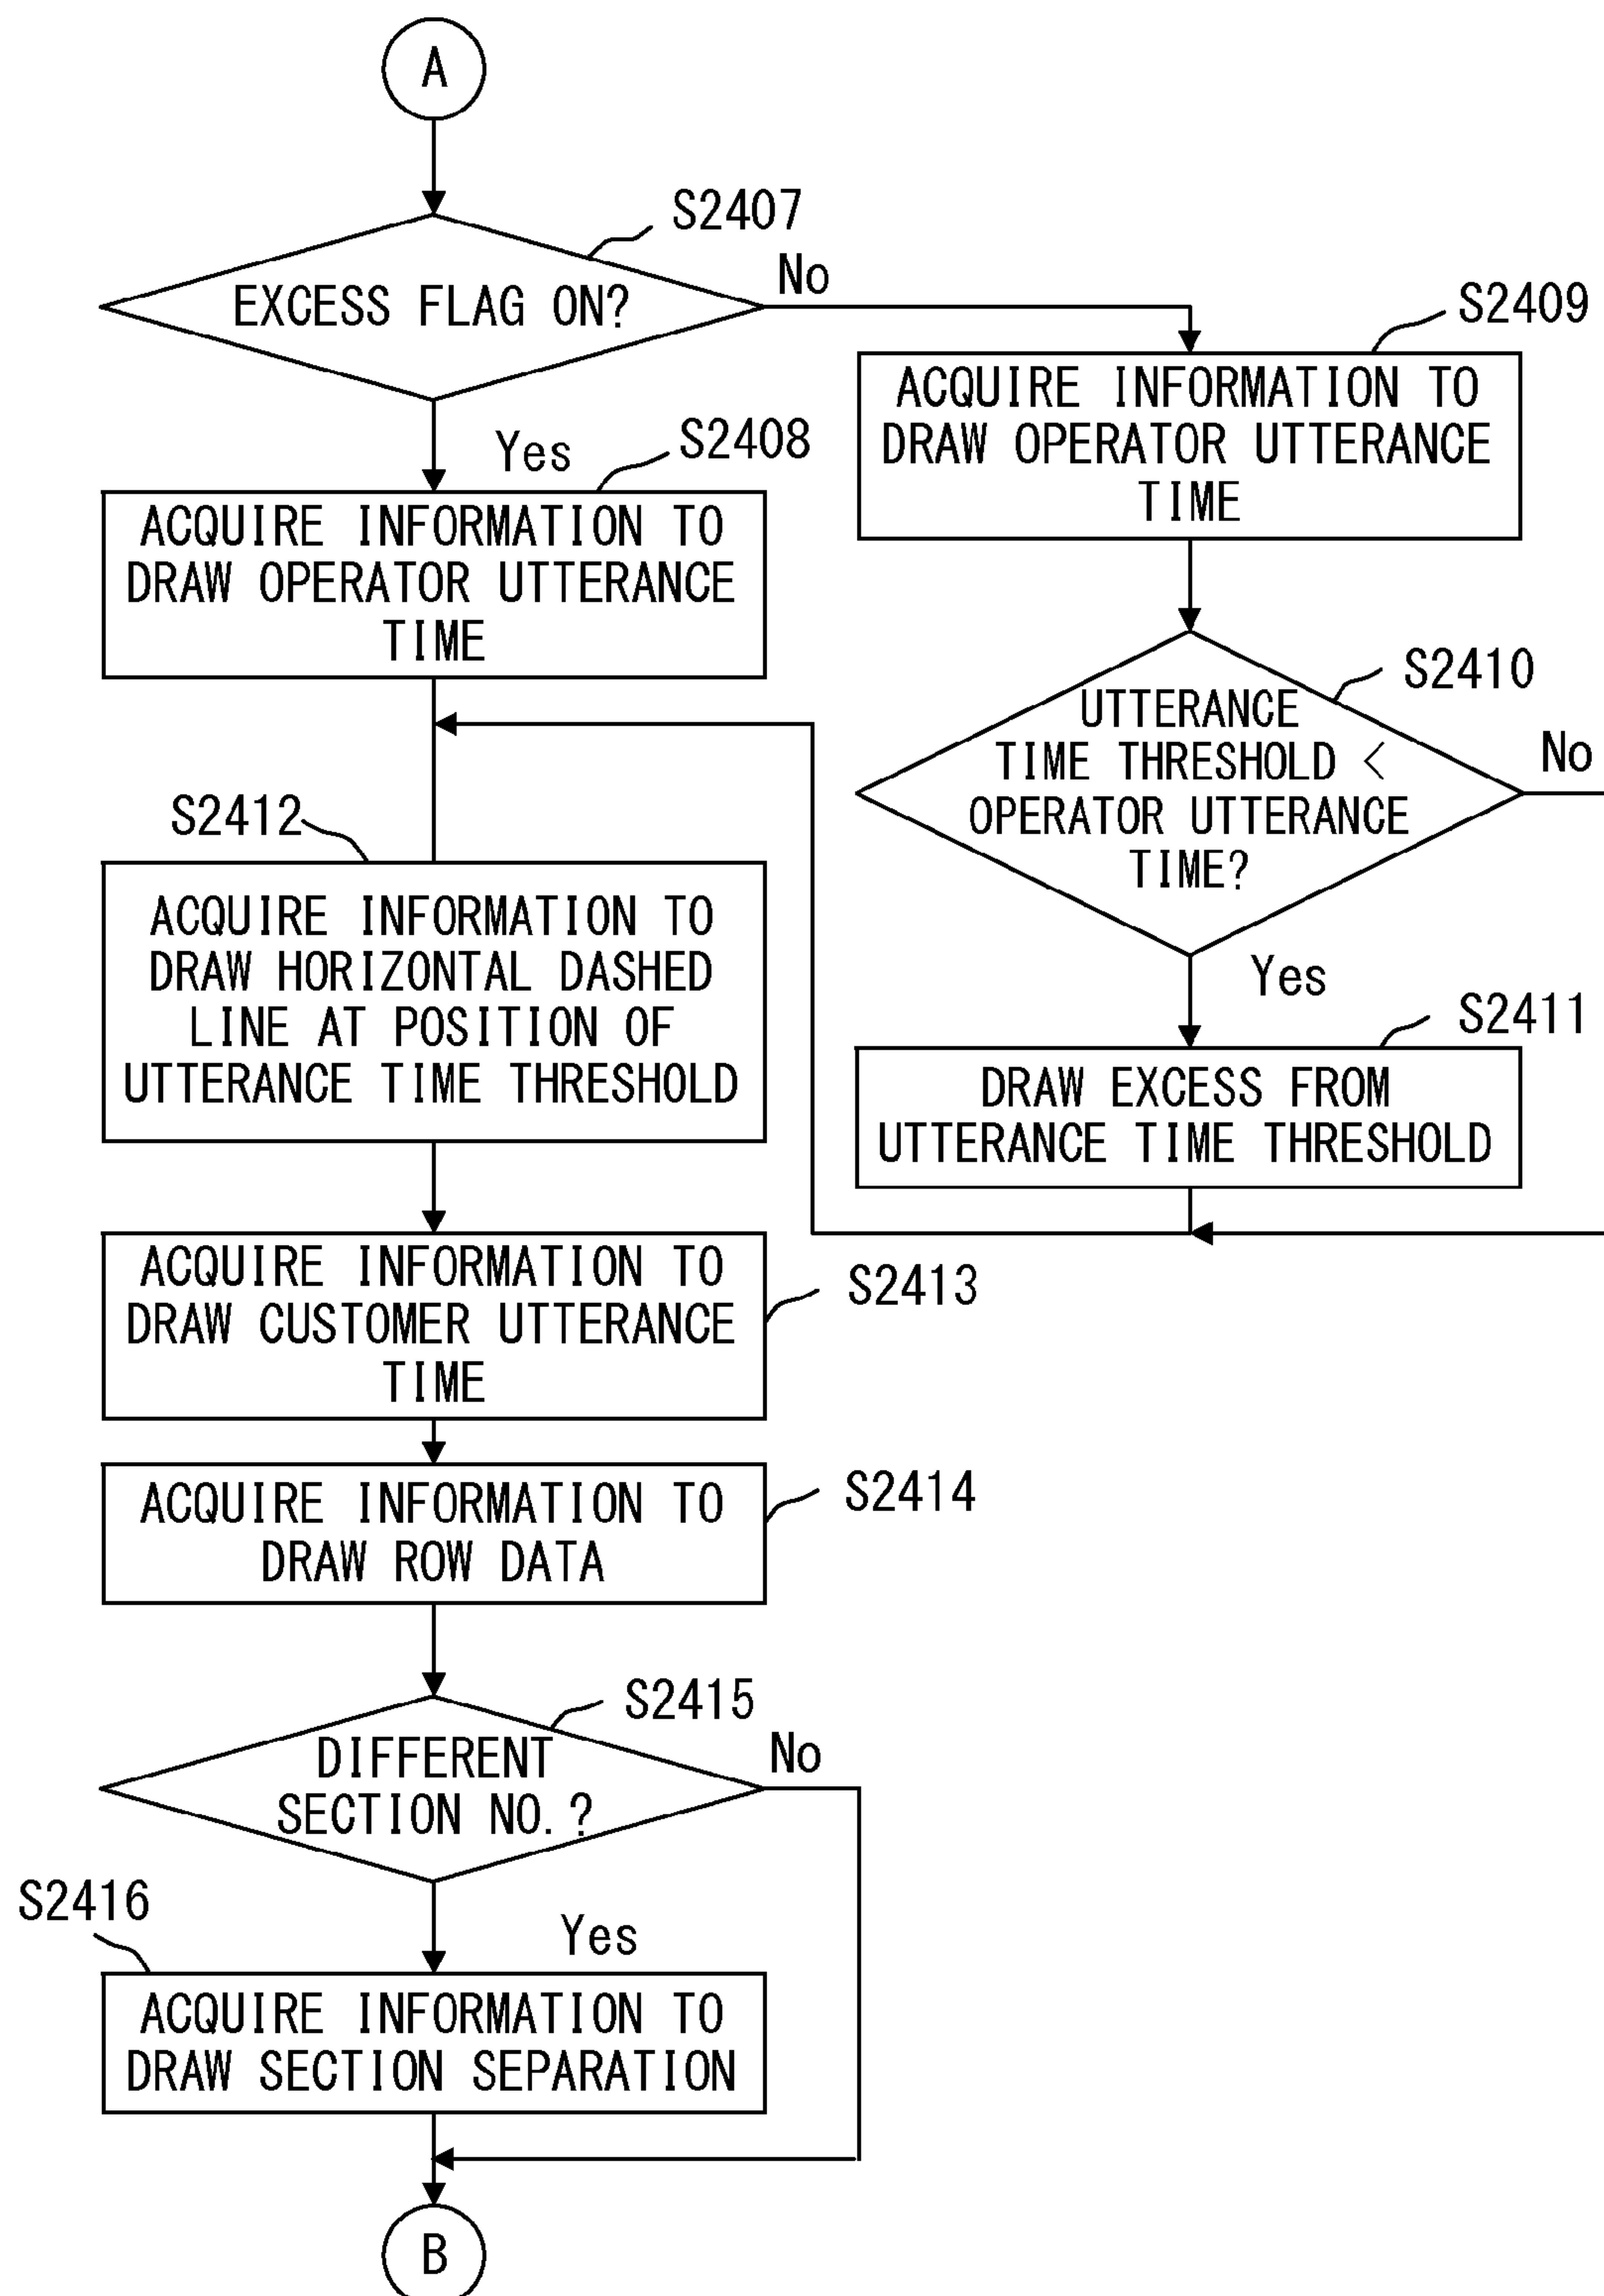 A
S2407
EXCESS FLAG ON?
No
Yes
S2408
ACQUIRE INFORMATION TO
DRAW OPERATOR UTTERANCE
TIME
S2409
ACQUIRE INFORMATION TO
DRAW OPERATOR UTTERANCE
TIME
S2410
UTTERANCE
TIME THRESHOLD <
OPERATOR UTTERANCE
TIME?
No
Yes
S2411
DRAW EXCESS FROM
UTTERANCE TIME THRESHOLD
S2412
ACQUIRE INFORMATION TO
DRAW HORIZONTAL DASHED
LINE AT POSITION OF
UTTERANCE TIME THRESHOLD
S2413
ACQUIRE INFORMATION TO
DRAW CUSTOMER UTTERANCE
TIME
S2414
ACQUIRE INFORMATION TO
DRAW ROW DATA
S2415
DIFFERENT
SECTION NO.?
No
Yes
S2416
ACQUIRE INFORMATION TO
DRAW SECTION SEPARATION
B